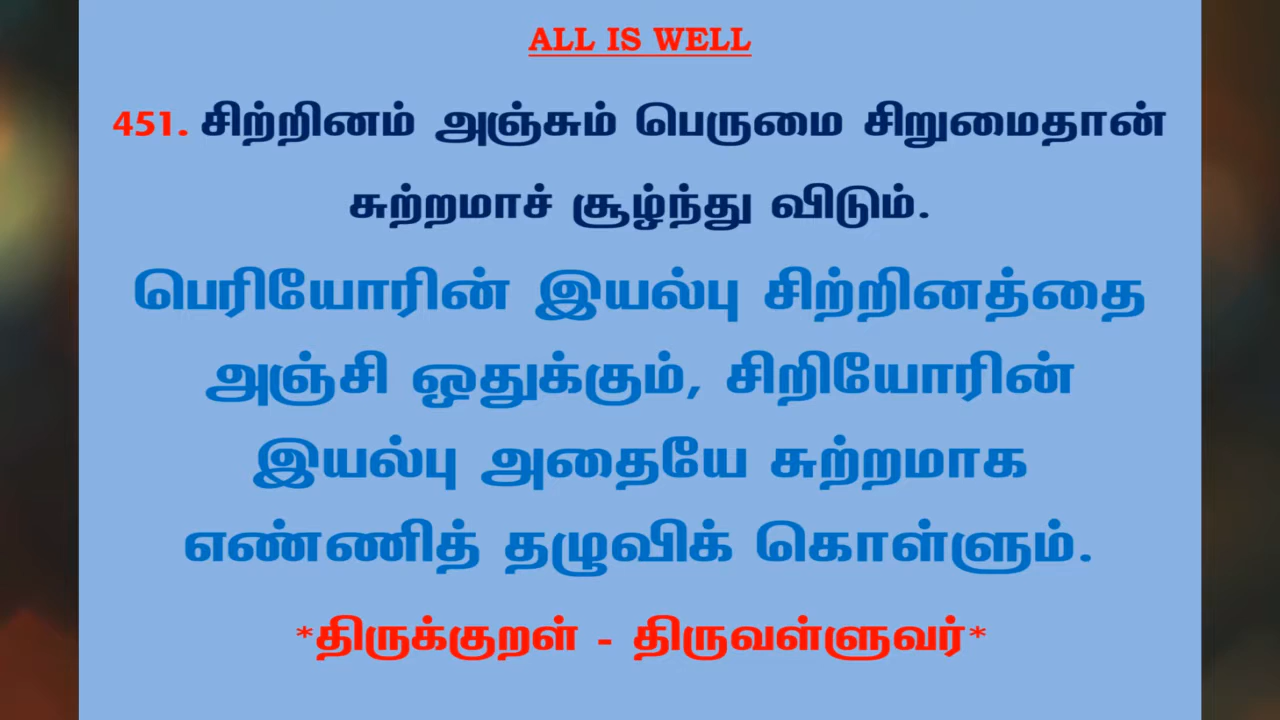 ALL IS WELL
451. சிற்றினம் அஞ்சும் பெருமை சிறுமைதான்
சுற்றமாச் சூழ்ந்து விடும்.
பெரியோரின் இயல்பு சிற்றினத்தை
அஞ்சி ஒதுக்கும், சிறியோரின்
இயல்பு அதையே சுற்றமாக
எண்ணித் தழுவிக் கொள்ளும்.
*திருக்குறள் - திருவள்ளுவர்*